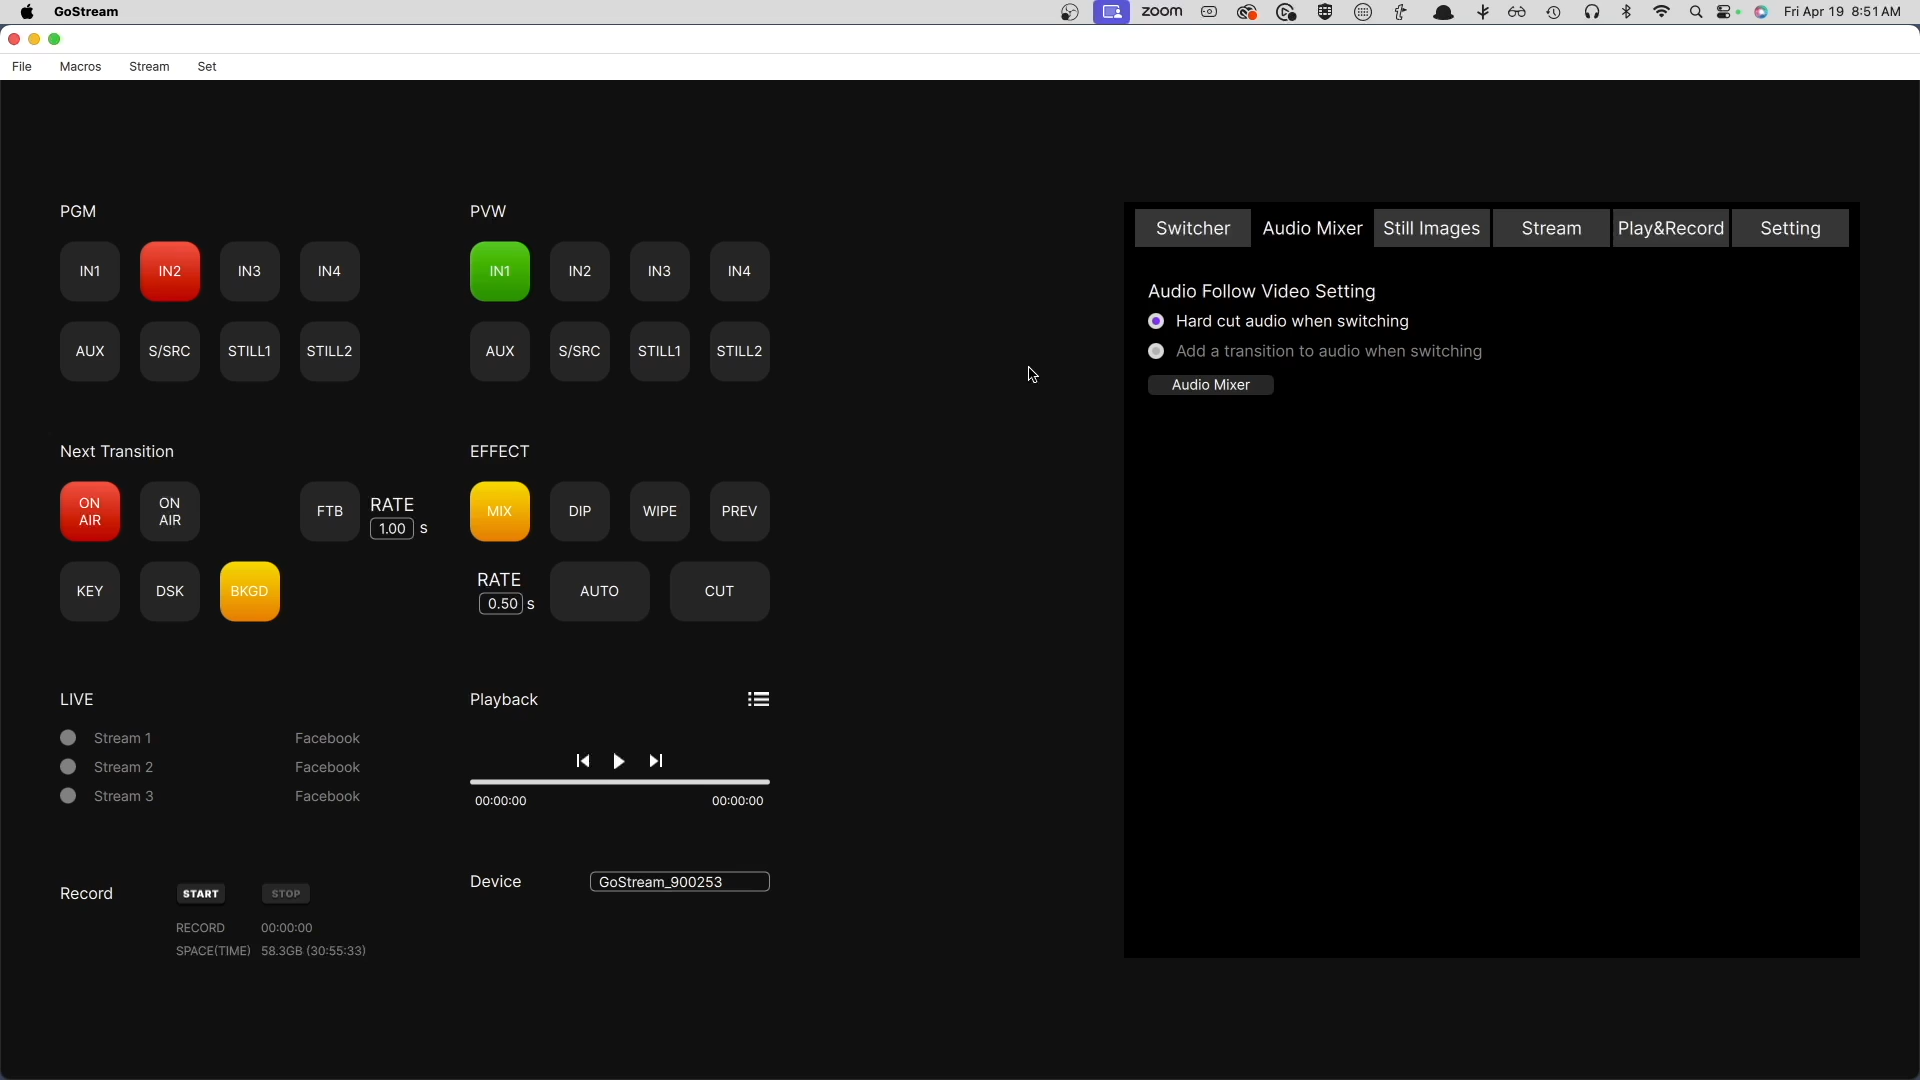 GoStream
zoom
Fri Apr 19 8:51 AM
File Macros Stream Set
PGM
IN1 IN2 IN3 IN4
AUX S/SRC STILL1 STILL2
PVW
IN1 IN2 IN3 IN4
AUX S/SRC STILL1 STILL2
Next Transition
ON AIR
ON AIR
FTB
RATE
1.00 s
KEY DSK BKGD
EFFECT
MIX DIP WIPE PREV
RATE
0.50 s
AUTO CUT
LIVE
Stream 1 Facebook
Stream 2 Facebook
Stream 3 Facebook
Playback
00:00:00 00:00:00
Record START STOP
RECORD 00:00:00
SPACE(TIME) 58.3GB (30:55:33)
Device GoStream_900253
Switcher Audio Mixer Still Images Stream Play&Record Setting
Audio Follow Video Setting
Hard cut audio when switching
Add a transition to audio when switching
Audio Mixer